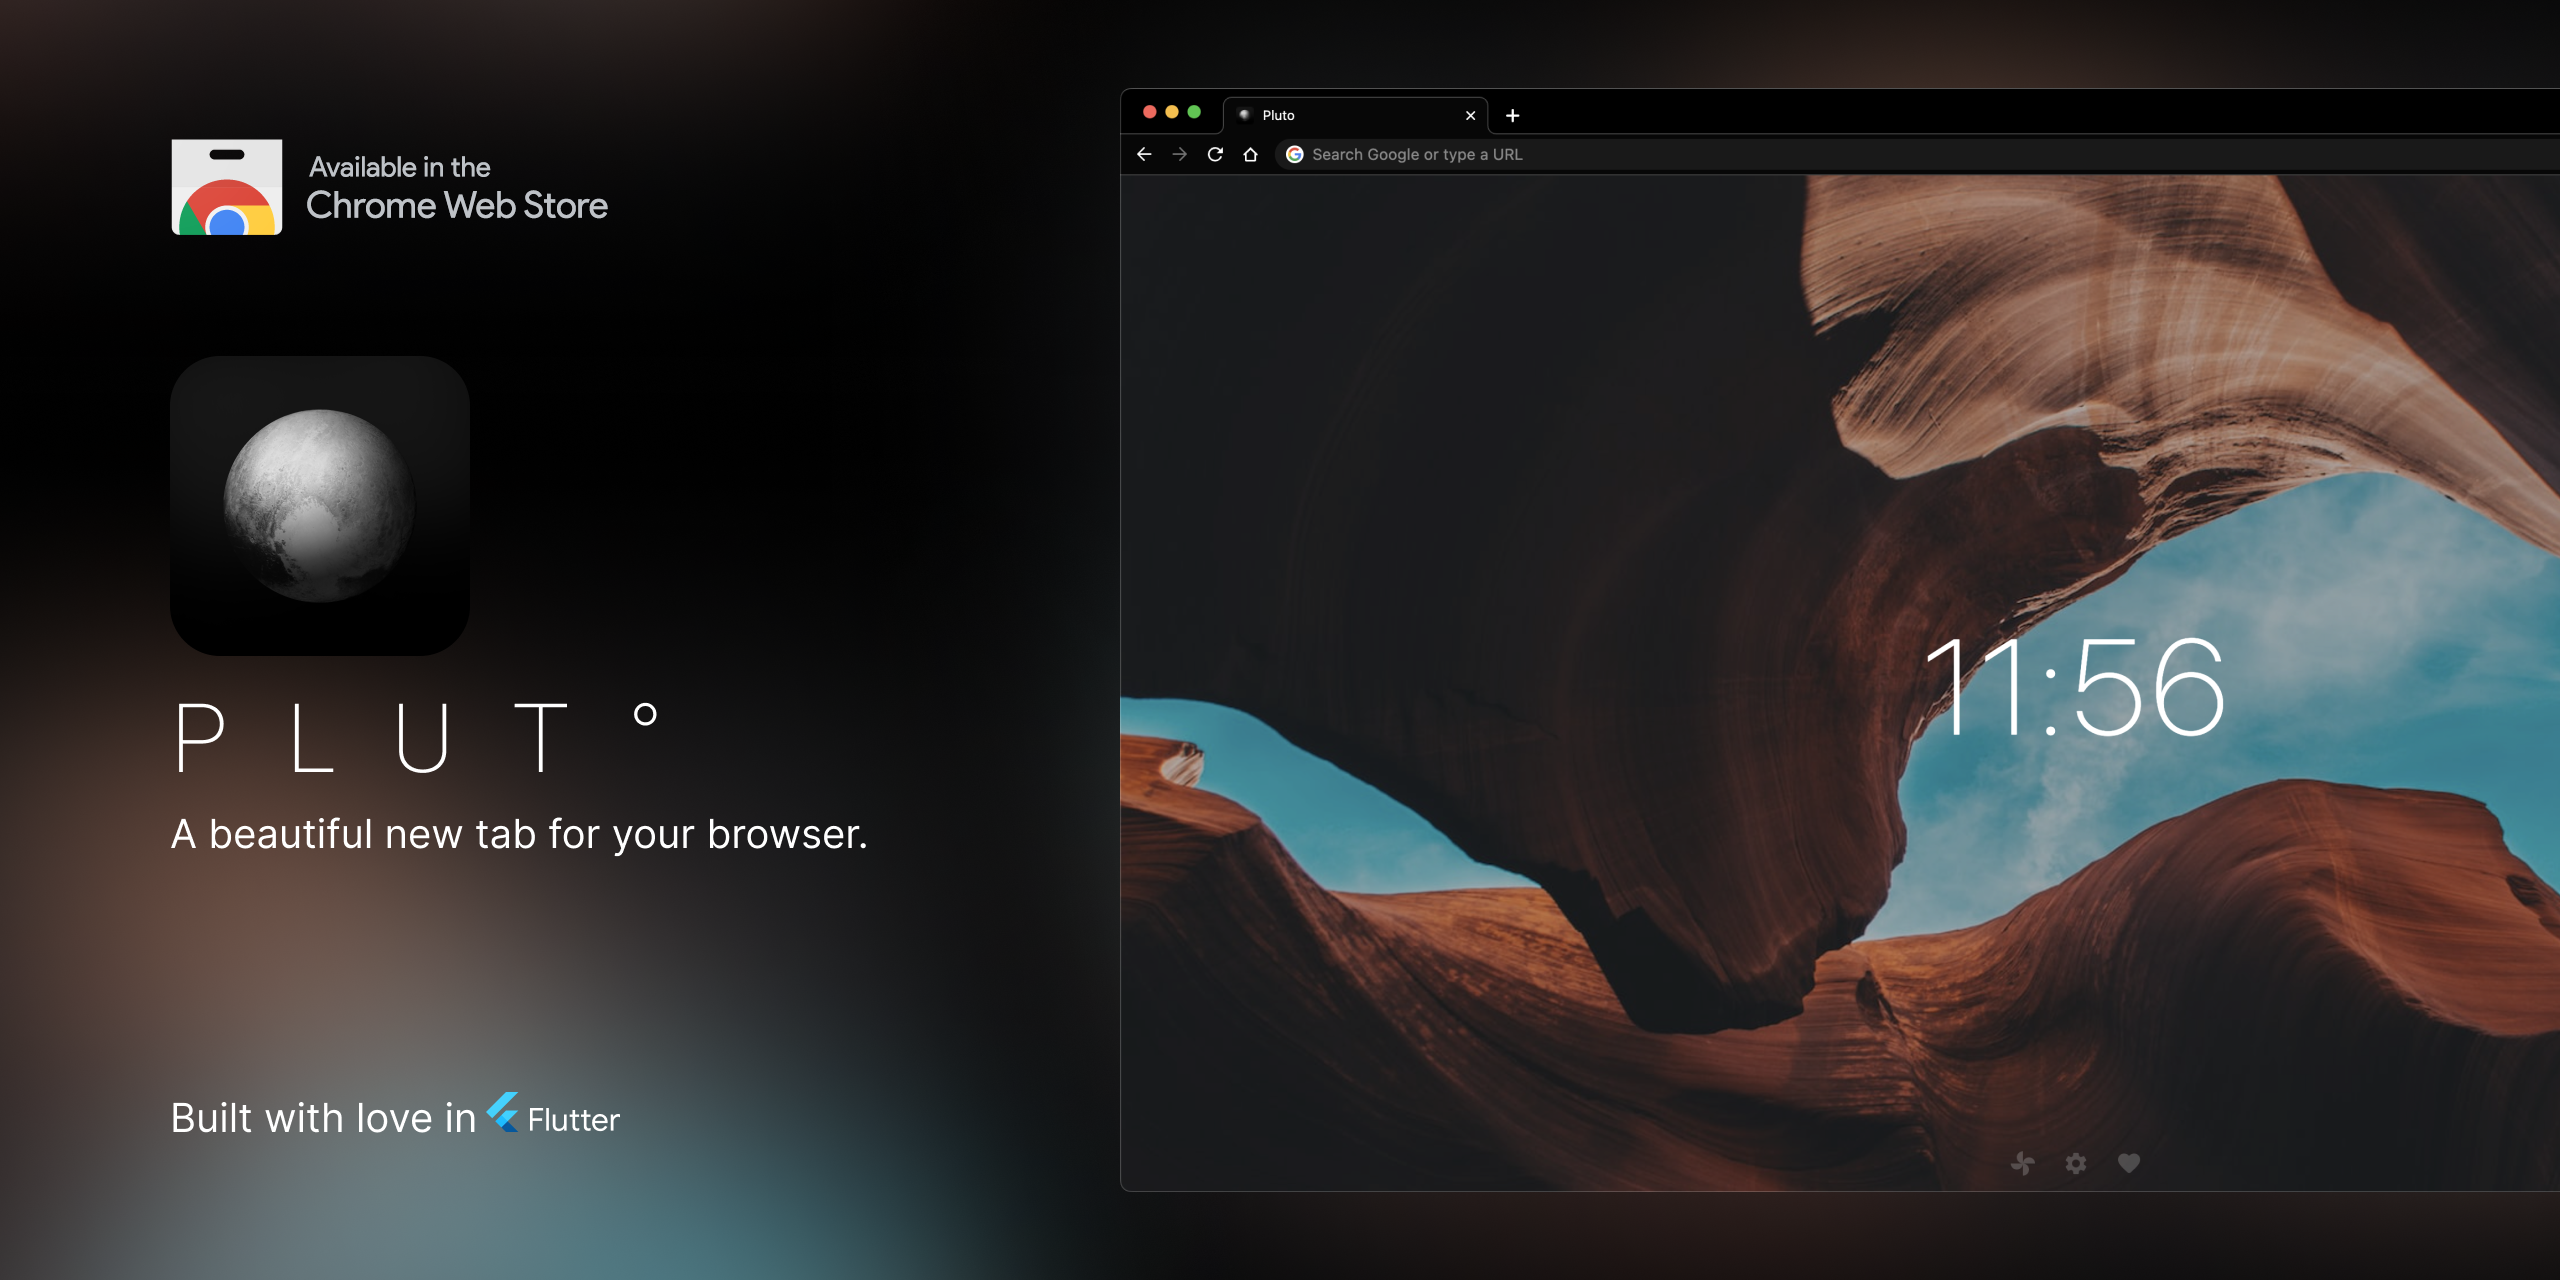 Available in the
Chrome Web Store
P L U T °
A beautiful new tab for your browser.
Built with love in Flutter
Pluto
Search Google or type a URL
11:56